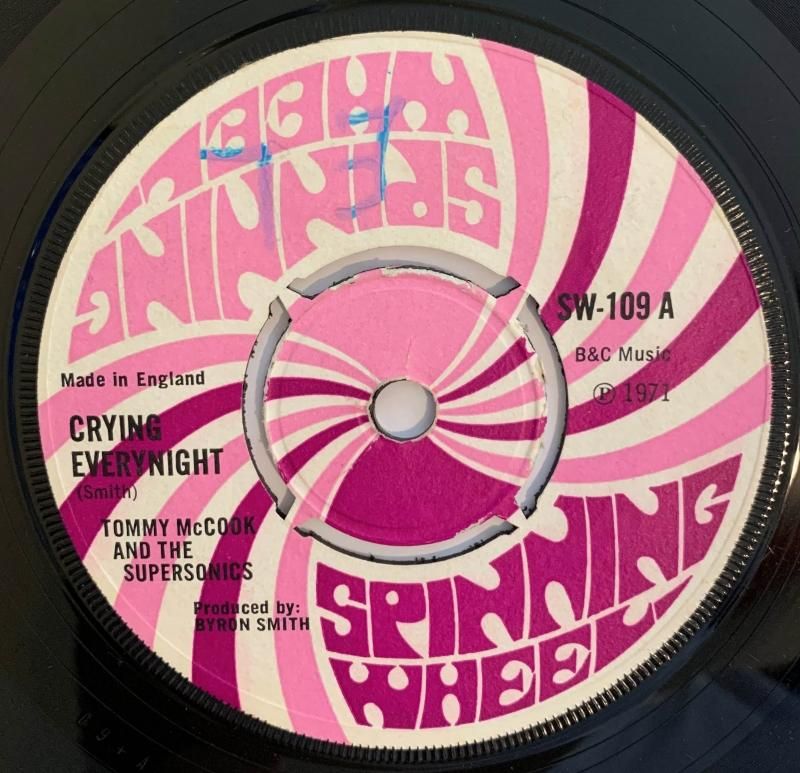 SPINNING
WHEEL
SW-109 A
B&C Music
Ⓟ 1971
Made in England
CRYING
EVERYNIGHT
(Smith)
TOMMY McCOOK
AND THE
SUPERSONICS
Produced by:
BYRON SMITH
SPINNING
WHEEL